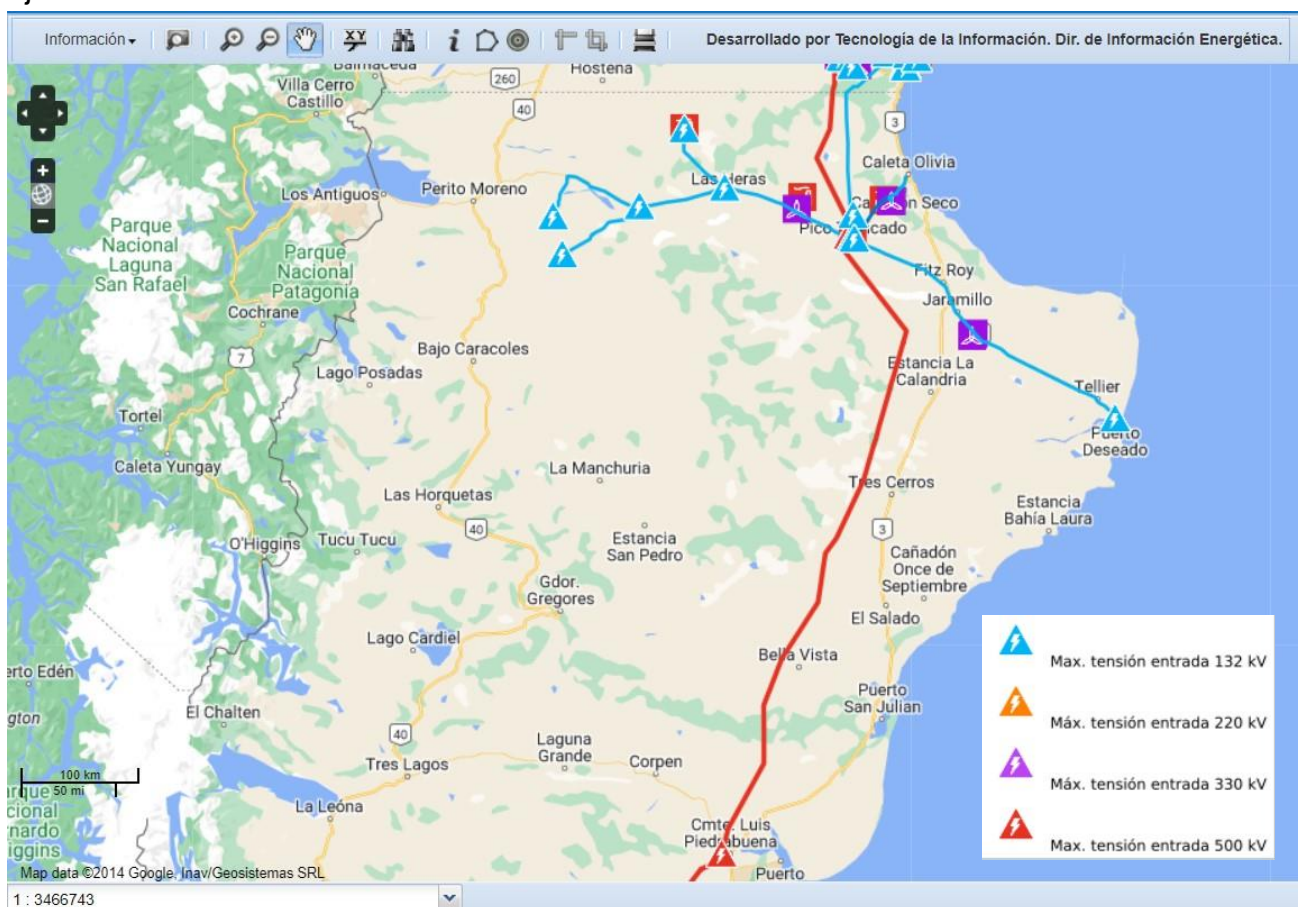 Información
XY
i
Desarrollado por Tecnología de la Información. Dir. de Información Energética.
Balmaceda
Hostena
Villa Cerro
Castillo
260
40
3
Caleta Olivia
Las Heras
Perito Moreno
Los Antiguos
Parque
Nacional
Laguna
San Rafael
Parque
Nacional
Patagonia
Fitz Roy
Jaramillo
Cochrane
7
Bajo Caracoles
Lago Posadas
Estancia La
Calandria
Tellier
Puerto
Deseado
Tortel
Caleta Yungay
La Manchuria
Las Horquetas
Tres Cerros
Estancia
Bahía Laura
40
3
O'Higgins
Tucu Tucu
Estancia
San Pedro
Cañadón
Once de
Septiembre
Gdor.
Gregores
El Salado
Lago Cardiel
Bella Vista
erto Edén
Puerto
San Julian
ngton
El Chalten
40
Laguna
Grande
Corpen
Tres Lagos
100 km
50 mi
La Leóna
Cmte. Luis
Piedrabuena
Puerto
Max. tensión entrada 132 kV
Máx. tensión entrada 220 kV
Máx. tensión entrada 330 kV
Max. tensión entrada 500 kV
Map data ©2014 Google, Inav/Geosistemas SRL
1 : 3466743